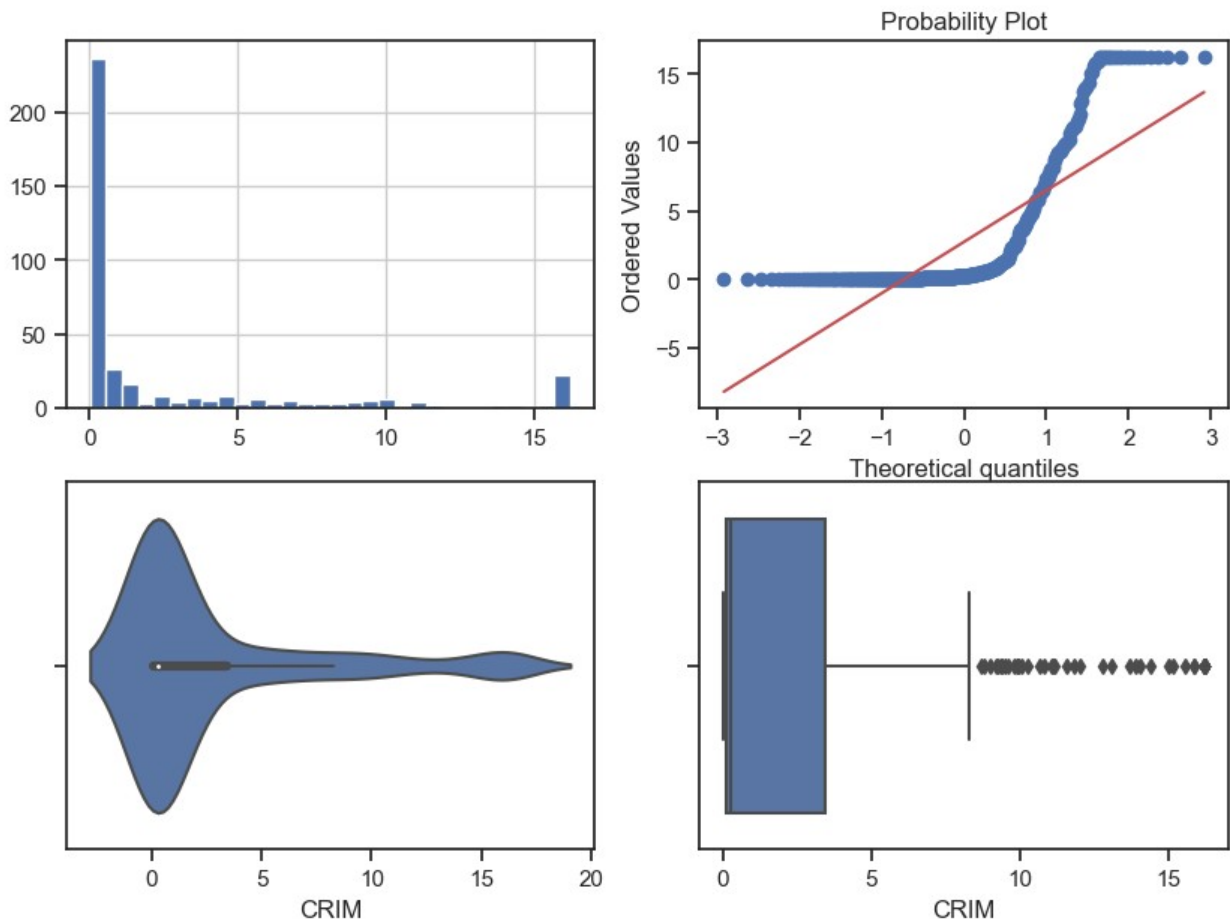 Probability Plot
200
150
100
50
0
0 5 10 15
Ordered Values
15
10
5
0
−5
−3 −2 −1 0 1 2 3
Theoretical quantiles
0 5 10 15 20
CRIM
0 5 10 15
CRIM